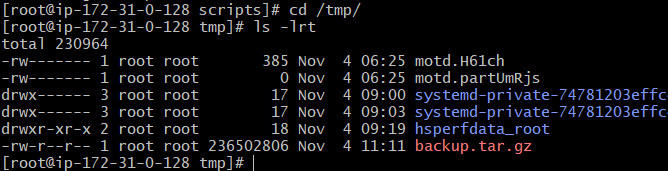 [root@ip-172-31-0-128 scripts]# cd /tmp/
[root@ip-172-31-0-128 tmp]# ls -lrt
total 230964
-rw------- 1 root root       385 Nov  4 06:25 motd.H61ch
-rw------- 1 root root         0 Nov  4 06:25 motd.partUmRjs
drwx------ 3 root root        17 Nov  4 09:00 systemd-private-74781203effc
drwx------ 3 root root        17 Nov  4 09:03 systemd-private-74781203effc
drwxr-xr-x 2 root root        18 Nov  4 09:19 hsperfdata_root
-rw-r--r-- 1 root root 236502806 Nov  4 11:11 backup.tar.gz
[root@ip-172-31-0-128 tmp]#